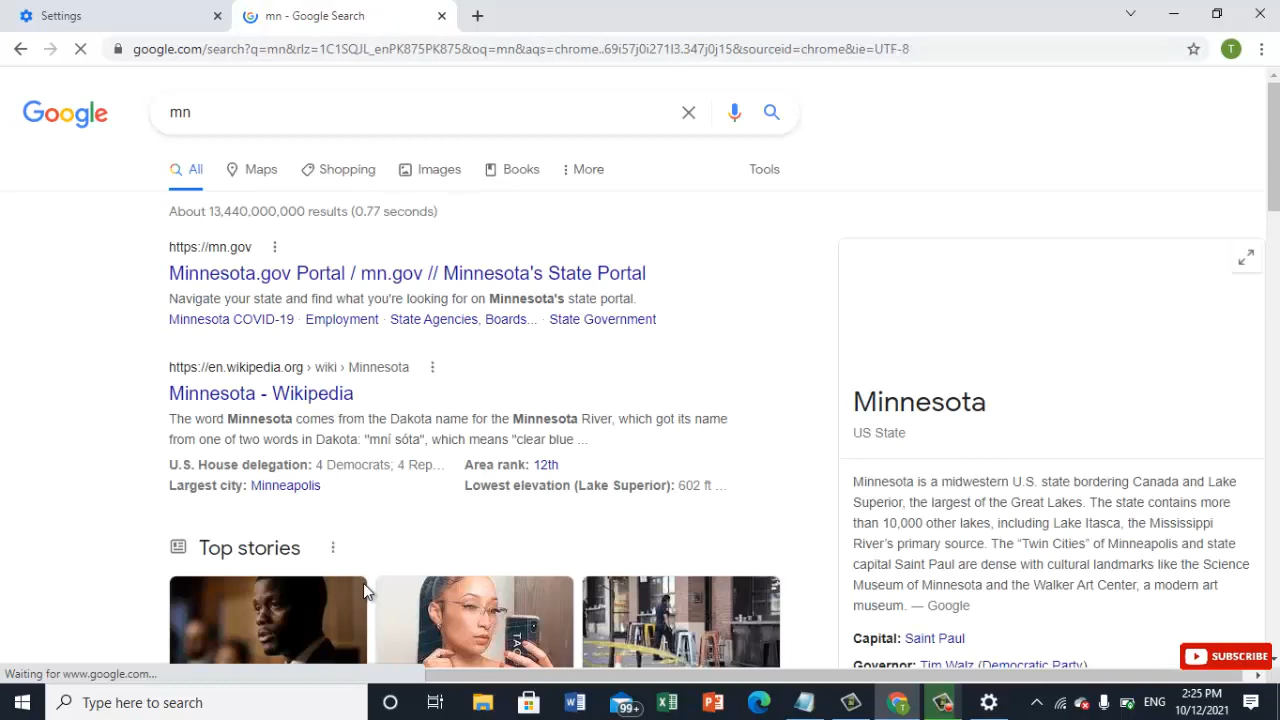 Settings
mn - Google Search
google.com/search?q=mn&rlz=1C1SQJL_enPK875PK875&oq=mn&aqs=chrome..69i57j0i271l3.347j0j15&sourceid=chrome&ie=UTF-8
T
Google
mn
All
Maps
Shopping
Images
Books
More
Tools
About 13,440,000,000 results (0.77 seconds)
https://mn.gov
Minnesota.gov Portal / mn.gov // Minnesota's State Portal
Navigate your state and find what you're looking for on Minnesota's state portal.
Minnesota COVID-19 · Employment · State Agencies, Boards... · State Government
https://en.wikipedia.org › wiki › Minnesota
Minnesota - Wikipedia
The word Minnesota comes from the Dakota name for the Minnesota River, which got its name
from one of two words in Dakota: "mní sóta", which means "clear blue ...
U.S. House delegation: 4 Democrats; 4 Rep... Area rank: 12th
Largest city: Minneapolis Lowest elevation (Lake Superior): 602 ft ...
Top stories
Minnesota
US State
Minnesota is a midwestern U.S. state bordering Canada and Lake
Superior, the largest of the Great Lakes. The state contains more
than 10,000 other lakes, including Lake Itasca, the Mississippi
River's primary source. The “Twin Cities” of Minneapolis and state
capital Saint Paul are dense with cultural landmarks like the Science
Museum of Minnesota and the Walker Art Center, a modern art
museum. — Google
Capital: Saint Paul
Governor: Tim Walz (Democratic Party)
SUBSCRIBE
Waiting for www.google.com...
Type here to search
99+
ENG
2:25 PM
10/12/2021